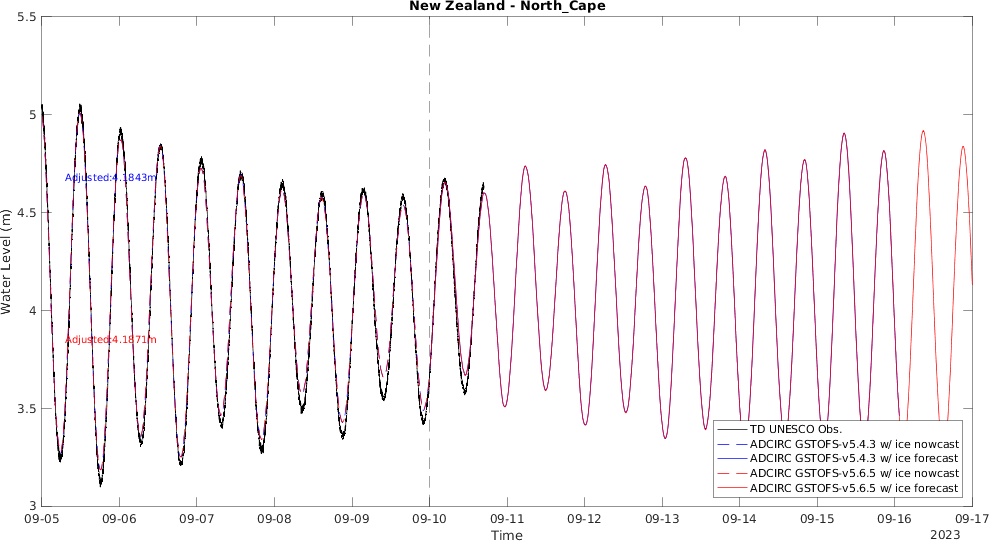 New Zealand - North_Cape
5.5
5
4.5
4
3.5
3
Water Level (m)
Adjusted:4.1843m
Adjusted:4.1871m
TD UNESCO Obs.
ADCIRC GSTOFS-v5.4.3 w/ ice nowcast
ADCIRC GSTOFS-v5.4.3 w/ ice forecast
ADCIRC GSTOFS-v5.6.5 w/ ice nowcast
ADCIRC GSTOFS-v5.6.5 w/ ice forecast
09-05 09-06 09-07 09-08 09-09 09-10 09-11 09-12 09-13 09-14 09-15 09-16 09-17
Time
2023